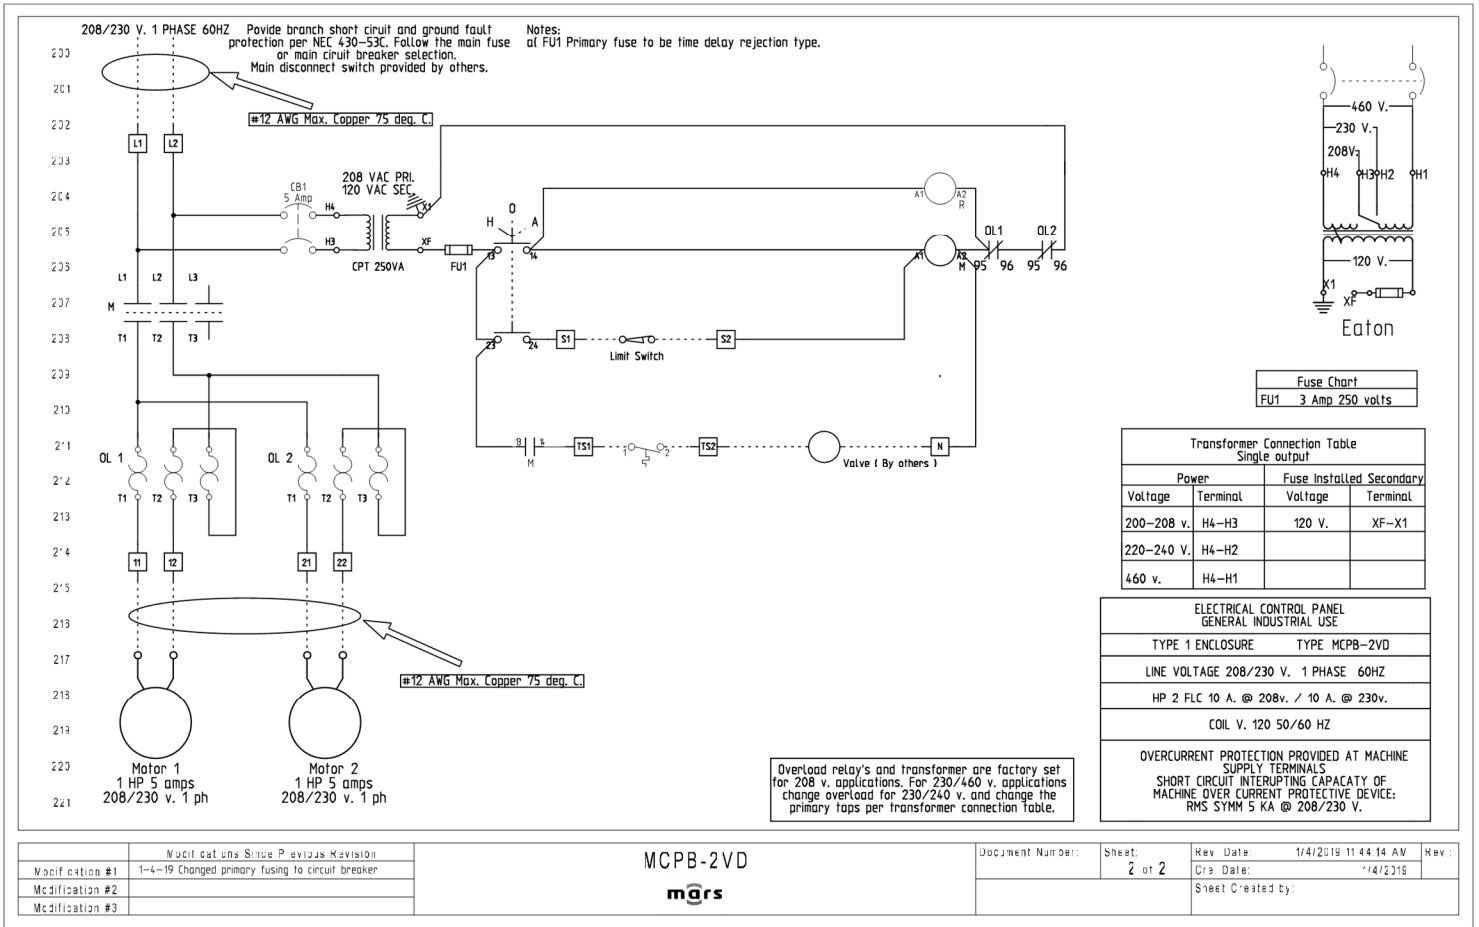 208/230 V. 1 PHASE 60HZ
Povide branch short ciruit and ground fault
protection per NEC 430-53C. Follow the main fuse
or main ciruit breaker selection.
Main disconnect switch provided by others.
Notes:
a( FU1 Primary fuse to be time delay rejection type.
200
201
202
203
204
205
206
207
208
209
210
211
212
213
214
215
216
217
218
219
220
221
#12 AWG Max. Copper 75 deg. C.
L1 L2
CB1
5 Amp
208 VAC PRI.
120 VAC SEC.
H4 X1
H3 XF
CPT 250VA
FU1
O
H A
13 14
A1 A2
R
A1 A2
M
OL1 OL2
95 96 95 96
L1 L2 L3
M
T1 T2 T3
23 24
S1 S2
Limit Switch
13 14
M
TS1 1 2 TS2 N
Valve ( By others )
OL 1 OL 2
T1 T2 T3 T1 T2 T3
11 12 21 22
#12 AWG Max. Copper 75 deg. C.
Motor 1
1 HP 5 amps
208/230 v. 1 ph
Motor 2
1 HP 5 amps
208/230 v. 1 ph
460 V.
230 V.
208V
H4 H3 H2 H1
120 V.
X1
XF
Eaton
Fuse Chart
FU1 3 Amp 250 volts
Transformer Connection Table
Single output
Power Fuse Installed Secondary
Voltage Terminal Voltage Terminal
200-208 v. H4-H3 120 V. XF-X1
220-240 V. H4-H2
460 v. H4-H1
ELECTRICAL CONTROL PANEL
GENERAL INDUSTRIAL USE
TYPE 1 ENCLOSURE TYPE MCPB-2VD
LINE VOLTAGE 208/230 V. 1 PHASE 60HZ
HP 2 FLC 10 A. @ 208v. / 10 A. @ 230v.
COIL V. 120 50/60 HZ
OVERCURRENT PROTECTION PROVIDED AT MACHINE
SUPPLY TERMINALS
SHORT CIRCUIT INTERUPTING CAPACATY OF
MACHINE OVER CURRENT PROTECTIVE DEVICE:
RMS SYMM 5 KA @ 208/230 V.
Overload relay's and transformer are factory set
for 208 v. applications. For 230/460 v. applications
change overload for 230/240 v. and change the
primary taps per transformer connection table.
Modifications Since Previous Revision
Modification #1 1-4-19 Changed primary fusing to circuit breaker
Modification #2
Modification #3
MCPB-2VD
mars
Document Number:
Sheet:
2 of 2
Rev. Date: 1/4/2019 11:44:14 AM
Cre. Date: 1/4/2019
Sheet Created by:
Rev.: